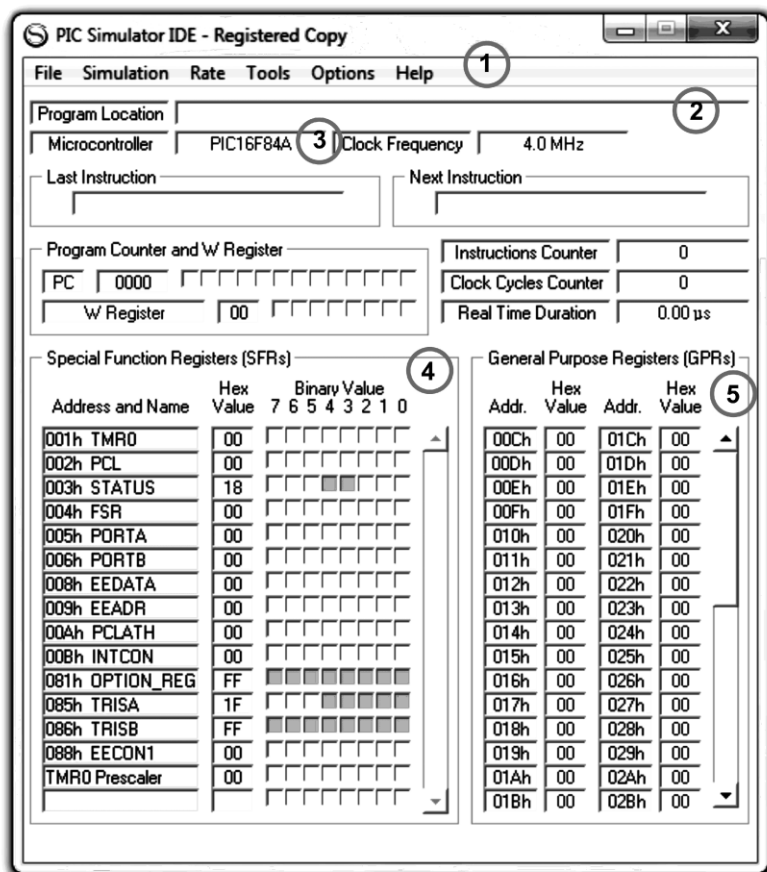 PIC Simulator IDE - Registered Copy
File Simulation Rate Tools Options Help 1
Program Location 2
Microcontroller PIC16F84A 3 Clock Frequency 4.0 MHz
Last Instruction Next Instruction
Program Counter and W Register Instructions Counter 0
PC 0000 Clock Cycles Counter 0
W Register 00 Real Time Duration 0.00 µs
Special Function Registers (SFRs) 4 General Purpose Registers (GPRs) 5
Hex Binary Value Hex Hex
Address and Name Value 7 6 5 4 3 2 1 0 Addr. Value Addr. Value
001h TMR0 00 00Ch 00 01Ch 00
002h PCL 00 00Dh 00 01Dh 00
003h STATUS 18 00Eh 00 01Eh 00
004h FSR 00 00Fh 00 01Fh 00
005h PORTA 00 010h 00 020h 00
006h PORTB 00 011h 00 021h 00
008h EEDATA 00 012h 00 022h 00
009h EEADR 00 013h 00 023h 00
00Ah PCLATH 00 014h 00 024h 00
00Bh INTCON 00 015h 00 025h 00
081h OPTION_REG FF 016h 00 026h 00
085h TRISA 1F 017h 00 027h 00
086h TRISB FF 018h 00 028h 00
088h EECON1 00 019h 00 029h 00
TMR0 Prescaler 00 01Ah 00 02Ah 00
01Bh 00 02Bh 00